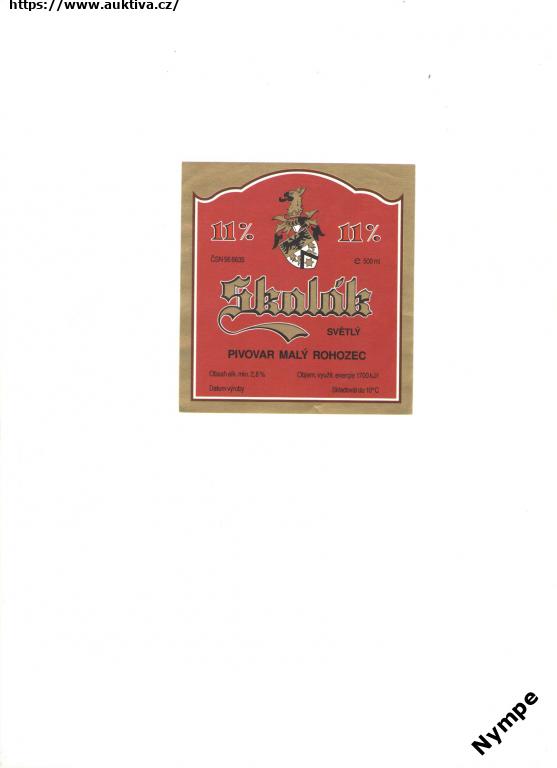 https://www.auktiva.cz/
11% 11%
ČSN 56 6635 e 500 ml
Skalák
SVĚTLÝ
PIVOVAR MALÝ ROHOZEC
Obsah alk. min. 2,8% Objem. využit. energie 1700 kJ/l
Datum výroby Skladovat do 10°C
Nympe